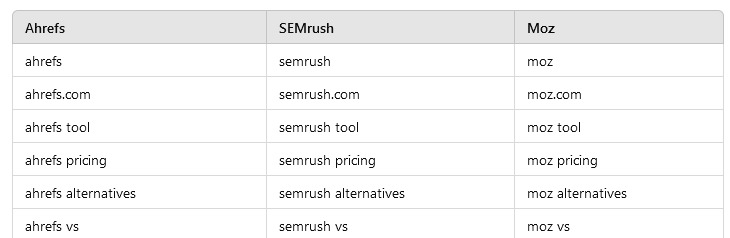 Ahrefs SEMrush Moz
ahrefs semrush moz
ahrefs.com semrush.com moz.com
ahrefs tool semrush tool moz tool
ahrefs pricing semrush pricing moz pricing
ahrefs alternatives semrush alternatives moz alternatives
ahrefs vs semrush vs moz vs